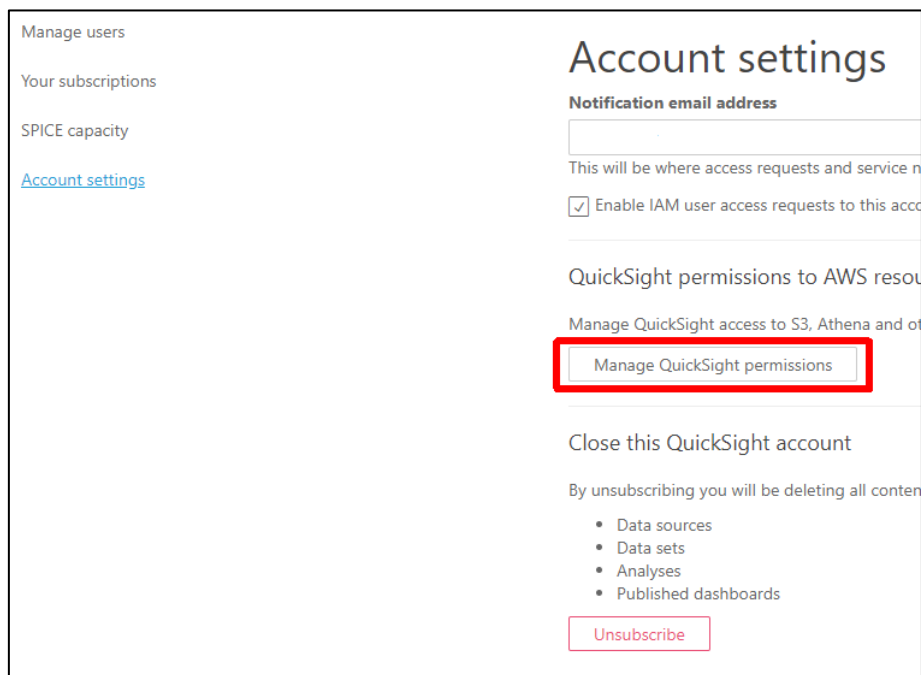 Manage users
Your subscriptions
SPICE capacity
Account settings
Account settings
Notification email address
This will be where access requests and service n
Enable IAM user access requests to this acc
QuickSight permissions to AWS resou
Manage QuickSight access to S3, Athena and ot
Manage QuickSight permissions
Close this QuickSight account
By unsubscribing you will be deleting all conten
Data sources
Data sets
Analyses
Published dashboards
Unsubscribe